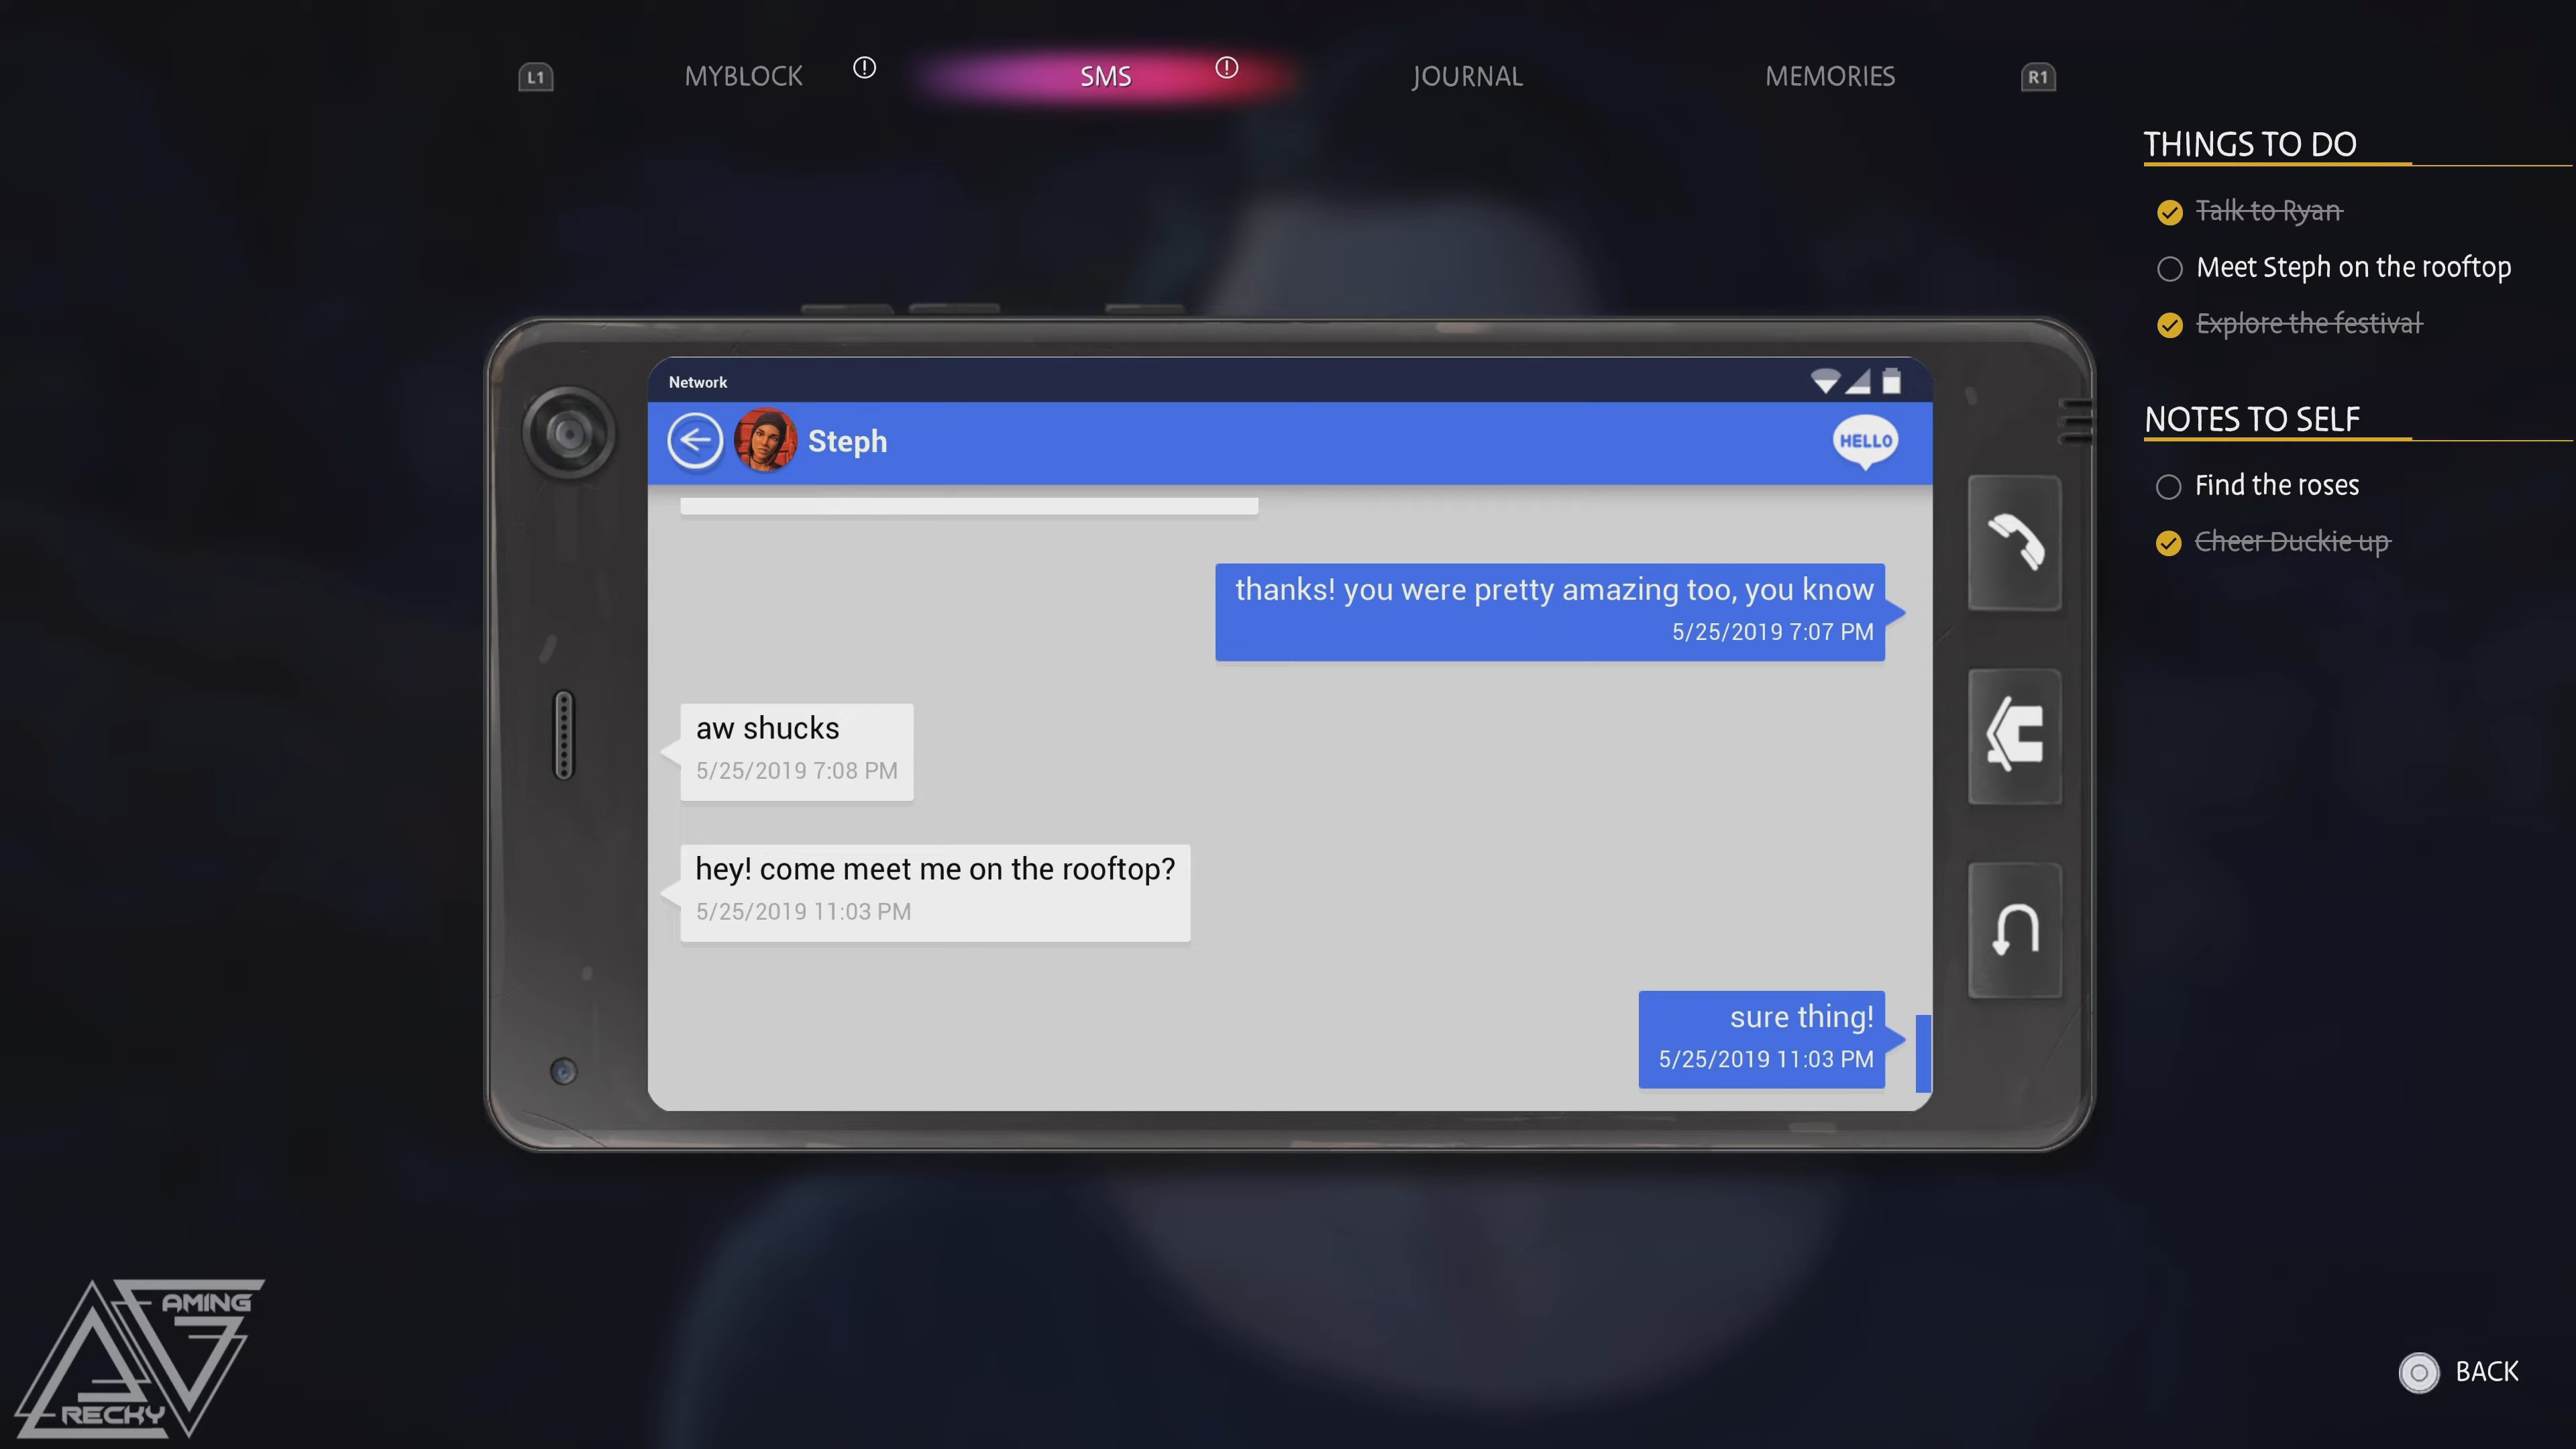 L1
MYBLOCK
SMS
JOURNAL
MEMORIES
R1
THINGS TO DO
Talk to Ryan
Meet Steph on the rooftop
Explore the festival
NOTES TO SELF
Find the roses
Cheer Duckie up
Network
Steph
HELLO
thanks! you were pretty amazing too, you know
5/25/2019 7:07 PM
aw shucks
5/25/2019 7:08 PM
hey! come meet me on the rooftop?
5/25/2019 11:03 PM
sure thing!
5/25/2019 11:03 PM
AMING
RECKY
BACK